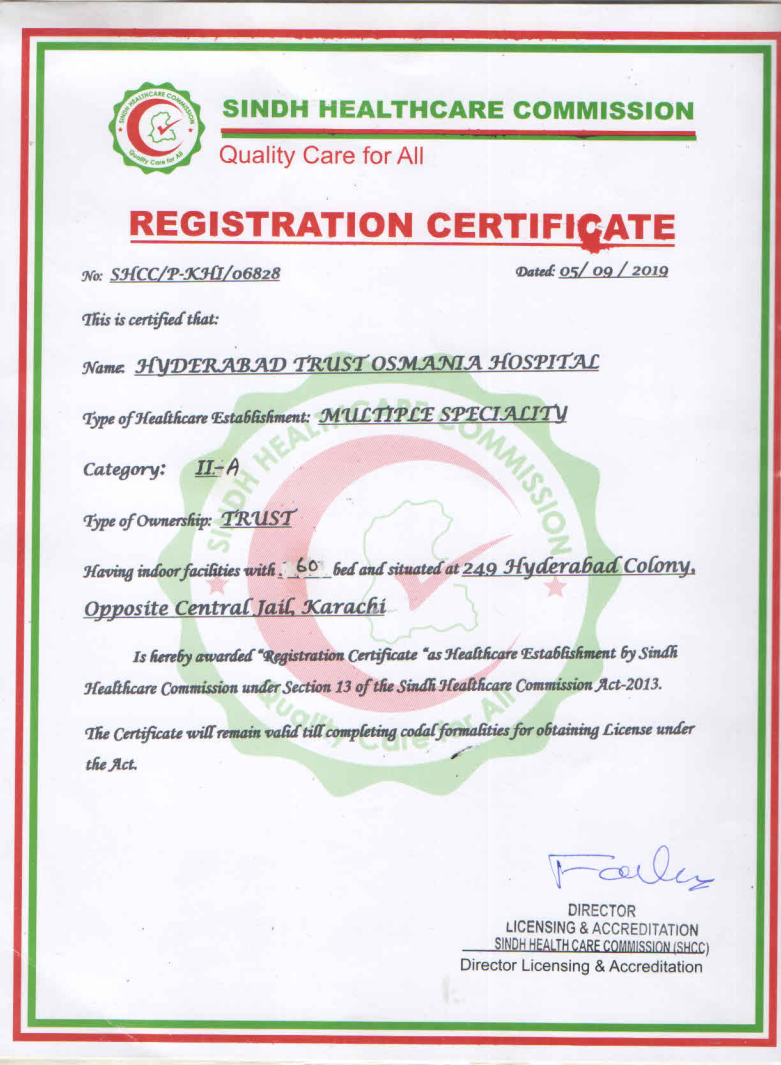 SINDH HEALTHCARE COMMISSION
Quality Care for All
SINDH HEALTHCARE COMMISSION
Quality Care for All
REGISTRATION CERTIFICATE
No: SHCC/P-KHI/06828 Dated: 05/ 09 / 2019
This is certified that:
Name: HYDERABAD TRUST OSMANIA HOSPITAL
Type of Healthcare Establishment: MULTIPLE SPECIALITY
Category: II-A
Type of Ownership: TRUST
Having indoor facilities with 60 bed and situated at 249 Hyderabad Colony,
Opposite Central Jail, Karachi
Is hereby awarded "Registration Certificate "as Healthcare Establishment by Sindh
Healthcare Commission under Section 13 of the Sindh Healthcare Commission Act-2013.
The Certificate will remain valid till completing codal formalities for obtaining License under
the Act.
SINDH HEALTHCARE COMMISSION
Quality Care for All
DIRECTOR
LICENSING & ACCREDITATION
SINDH HEALTH CARE COMMISSION (SHCC)
Director Licensing & Accreditation